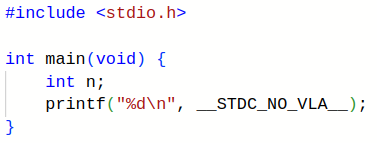 #include <stdio.h>

int main(void) {
    int n;
    printf("%d\n", __STDC_NO_VLA__);
}